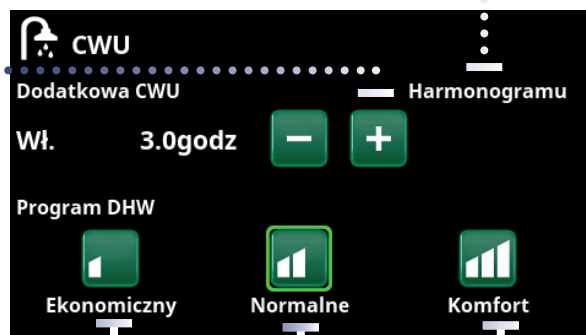 CWU
Dodatkowa CWU Harmonogramu
Wł. 3.0godz - +
Program DHW
Ekonomiczny Normalne Komfort